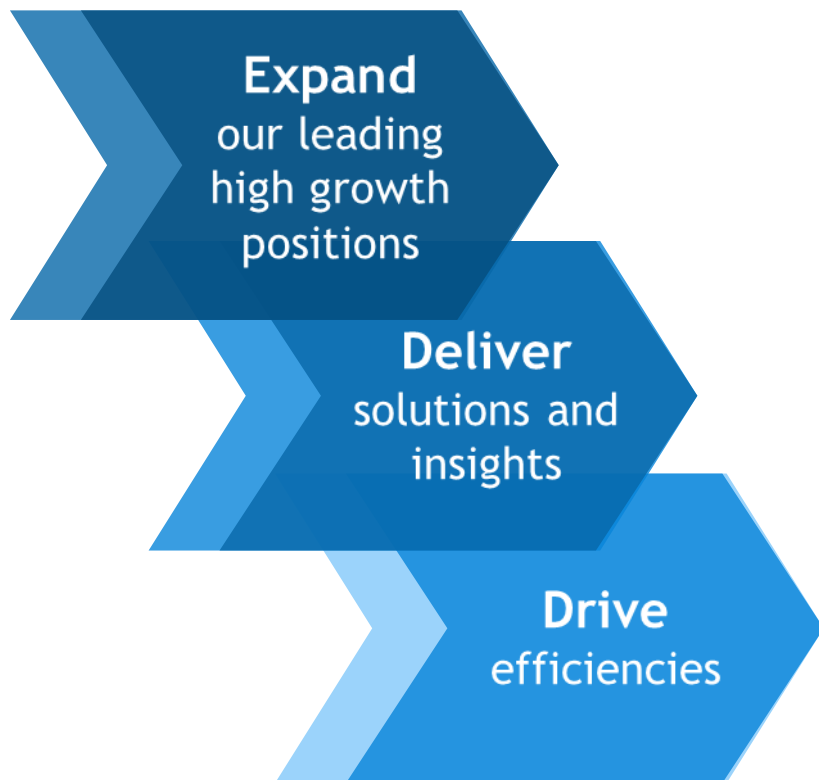 Expand
our leading
high growth
positions
Deliver
solutions and
insights
Drive
efficiencies